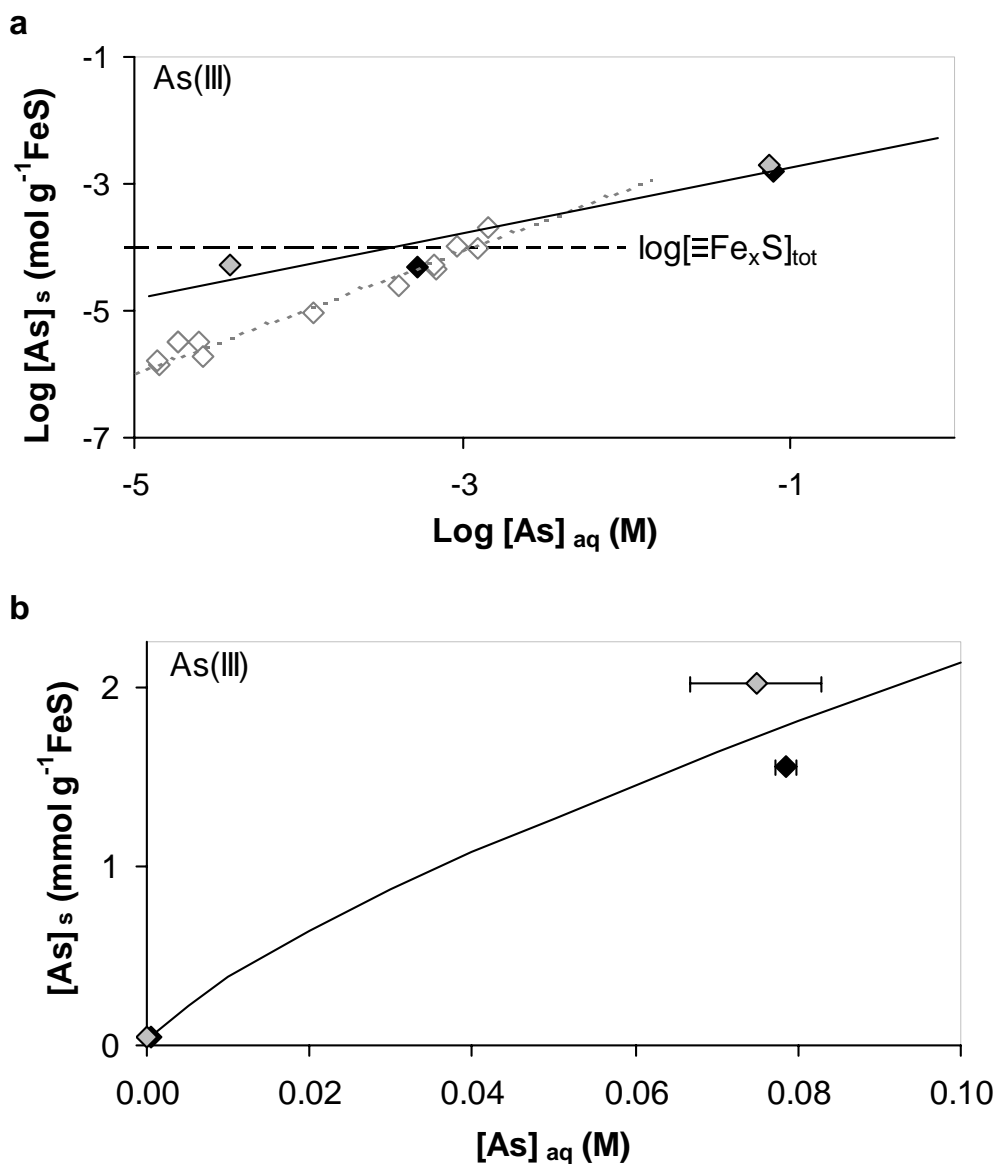 a
-1
As(III)
-3
log[≡FeₓS]tot
-5
-7
-5 -3 -1
Log [As] s (mol g⁻¹FeS)
Log [As] aq (M)
b
As(III)
2
1
0
0.00 0.02 0.04 0.06 0.08 0.10
[As] s (mmol g⁻¹FeS)
[As] aq (M)